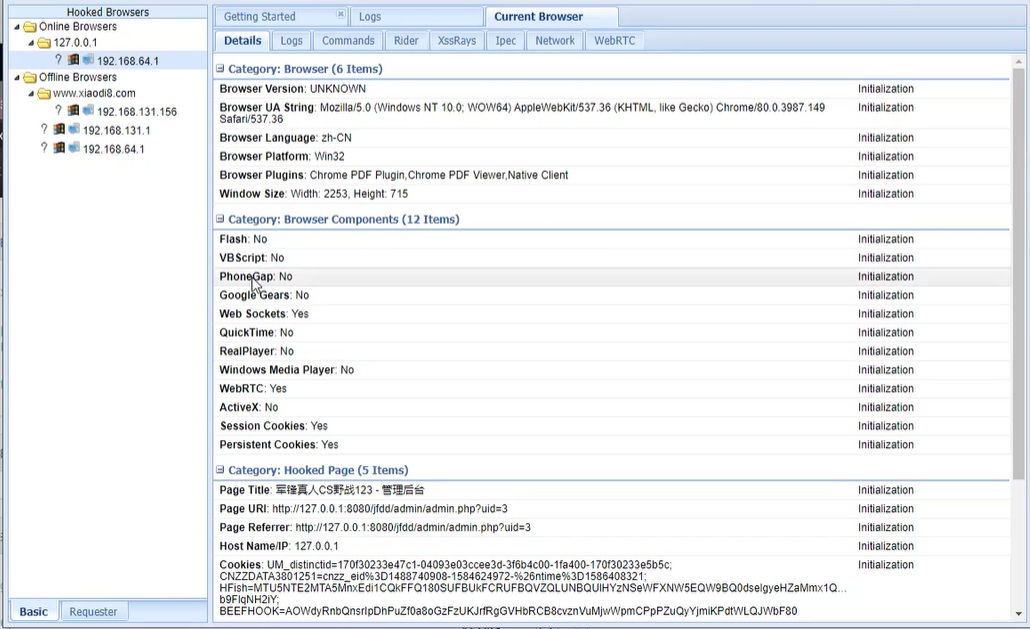 Hooked Browsers
Online Browsers
127.0.0.1
? 192.168.64.1
Offline Browsers
www.xiaodi8.com
? 192.168.131.156
? 192.168.131.1
? 192.168.64.1
Basic Requester
Getting Started Logs Current Browser
Details Logs Commands Rider XssRays Ipec Network WebRTC
Category: Browser (6 Items)
Browser Version: UNKNOWN Initialization
Browser UA String: Mozilla/5.0 (Windows NT 10.0; WOW64) AppleWebKit/537.36 (KHTML, like Gecko) Chrome/80.0.3987.149 Initialization
Safari/537.36
Browser Language: zh-CN Initialization
Browser Platform: Win32 Initialization
Browser Plugins: Chrome PDF Plugin,Chrome PDF Viewer,Native Client Initialization
Window Size: Width: 2253, Height: 715 Initialization
Category: Browser Components (12 Items)
Flash: No Initialization
VBScript: No Initialization
PhoneGap: No Initialization
Google Gears: No Initialization
Web Sockets: Yes Initialization
QuickTime: No Initialization
RealPlayer: No Initialization
Windows Media Player: No Initialization
WebRTC: Yes Initialization
ActiveX: No Initialization
Session Cookies: Yes Initialization
Persistent Cookies: Yes Initialization
Category: Hooked Page (5 Items)
Page Title: 军锋真人CS野战123 - 管理后台 Initialization
Page URI: http://127.0.0.1:8080/jfdd/admin/admin.php?uid=3 Initialization
Page Referrer: http://127.0.0.1:8080/jfdd/admin/admin.php?uid=3 Initialization
Host Name/IP: 127.0.0.1 Initialization
Cookies: UM_distinctid=170f30233e47c1-04093e03ccee3d-3f6b4c00-1fa400-170f30233e5b5c; Initialization
CNZZDATA3801251=cnzz_eid%3D1488740908-1584624972-%26ntime%3D1586408321;
HFish=MTU5NTE2MTA5MnxEdi1CQkFFQ180SUFBUkFCRUFBQVZQLUNBQUlHYzNSeWFXNW5EQW9BQ0dselgyeHZaMmx1Q...
b9FlqNH2iY;
BEEFHOOK=AOWdyRnbQnsrlpDhPuZf0a8oGzFzUKJrfRgGVHbRCB8cvznVuMjwWpmCPpPZuQyYjmiKPdtWLQJWbF80